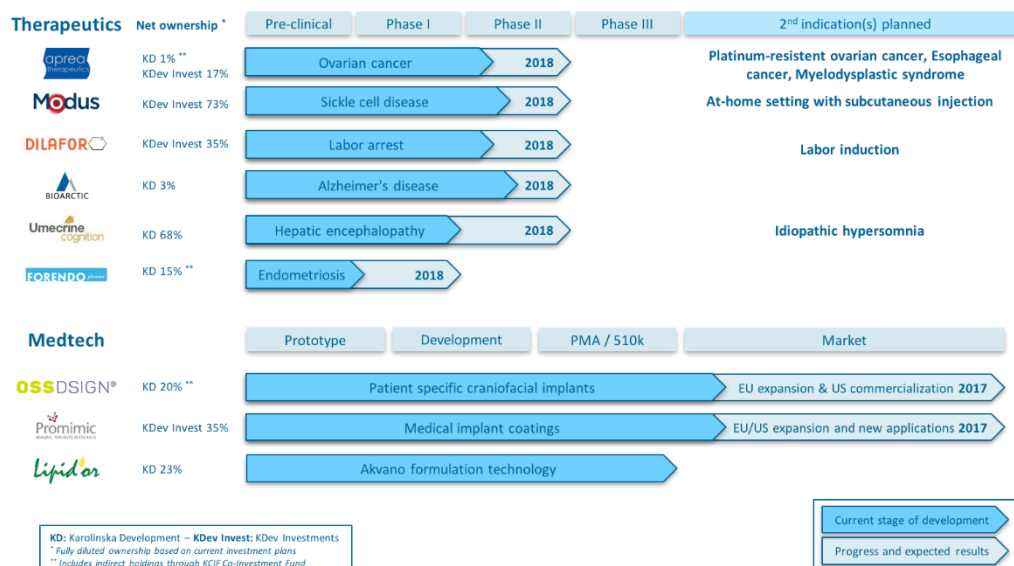 Therapeutics Net ownership * Pre-clinical Phase I Phase II Phase III 2nd indication(s) planned
aprea therapeutics KD 1% ** Ovarian cancer 2018 Platinum-resistent ovarian cancer, Esophageal
KDev Invest 17% cancer, Myelodysplastic syndrome
Modus KDev Invest 73% Sickle cell disease 2018 At-home setting with subcutaneous injection
DILAFOR KDev Invest 35% Labor arrest 2018 Labor induction
BIOARCTIC KD 3% Alzheimer's disease 2018
Umecrine cognition KD 68% Hepatic encephalopathy 2018 Idiopathic hypersomnia
FORENDO pharma KD 15% ** Endometriosis 2018
Medtech Prototype Development PMA / 510k Market
OSSDSIGN® KD 20% ** Patient specific craniofacial implants EU expansion & US commercialization 2017
Promimic KDev Invest 35% Medical implant coatings EU/US expansion and new applications 2017
Lipidor KD 23% Akvano formulation technology
KD: Karolinska Development – KDev Invest: KDev Investments
* Fully diluted ownership based on current investment plans
** Includes indirect holdings through KCIF Co-Investment Fund
Current stage of development
Progress and expected results